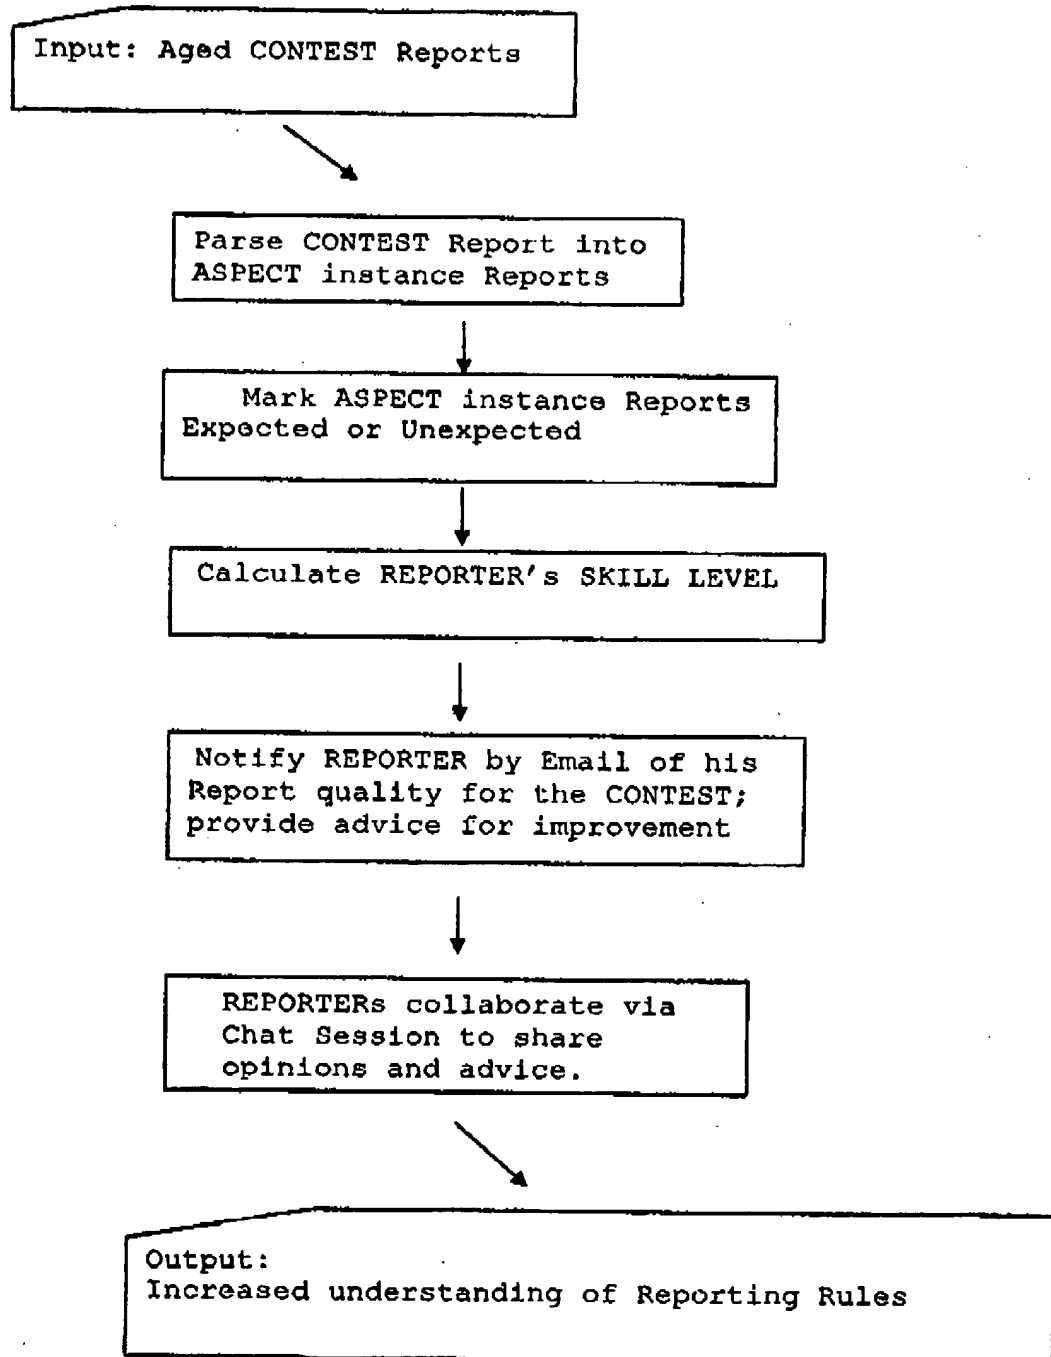 Input: Aged CONTEST Reports
Parse CONTEST Report into
ASPECT instance Reports
Mark ASPECT instance Reports
Expected or Unexpected
Calculate REPORTER's SKILL LEVEL
Notify REPORTER by Email of his
Report quality for the CONTEST;
provide advice for improvement
REPORTERs collaborate via
Chat Session to share
opinions and advice.
Output:
Increased understanding of Reporting Rules